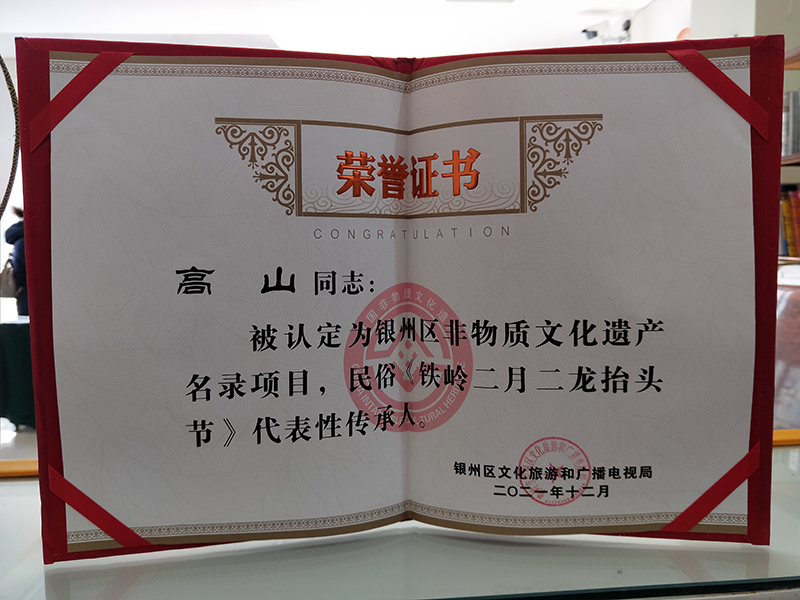 荣誉证书
CONGRATULATION
高 山 同志：
被认定为银州区非物质文化遗产
名录项目，民俗《铁岭二月二龙抬头
节》代表性传承人。
银州区文化旅游和广播电视局
二〇二一年十二月